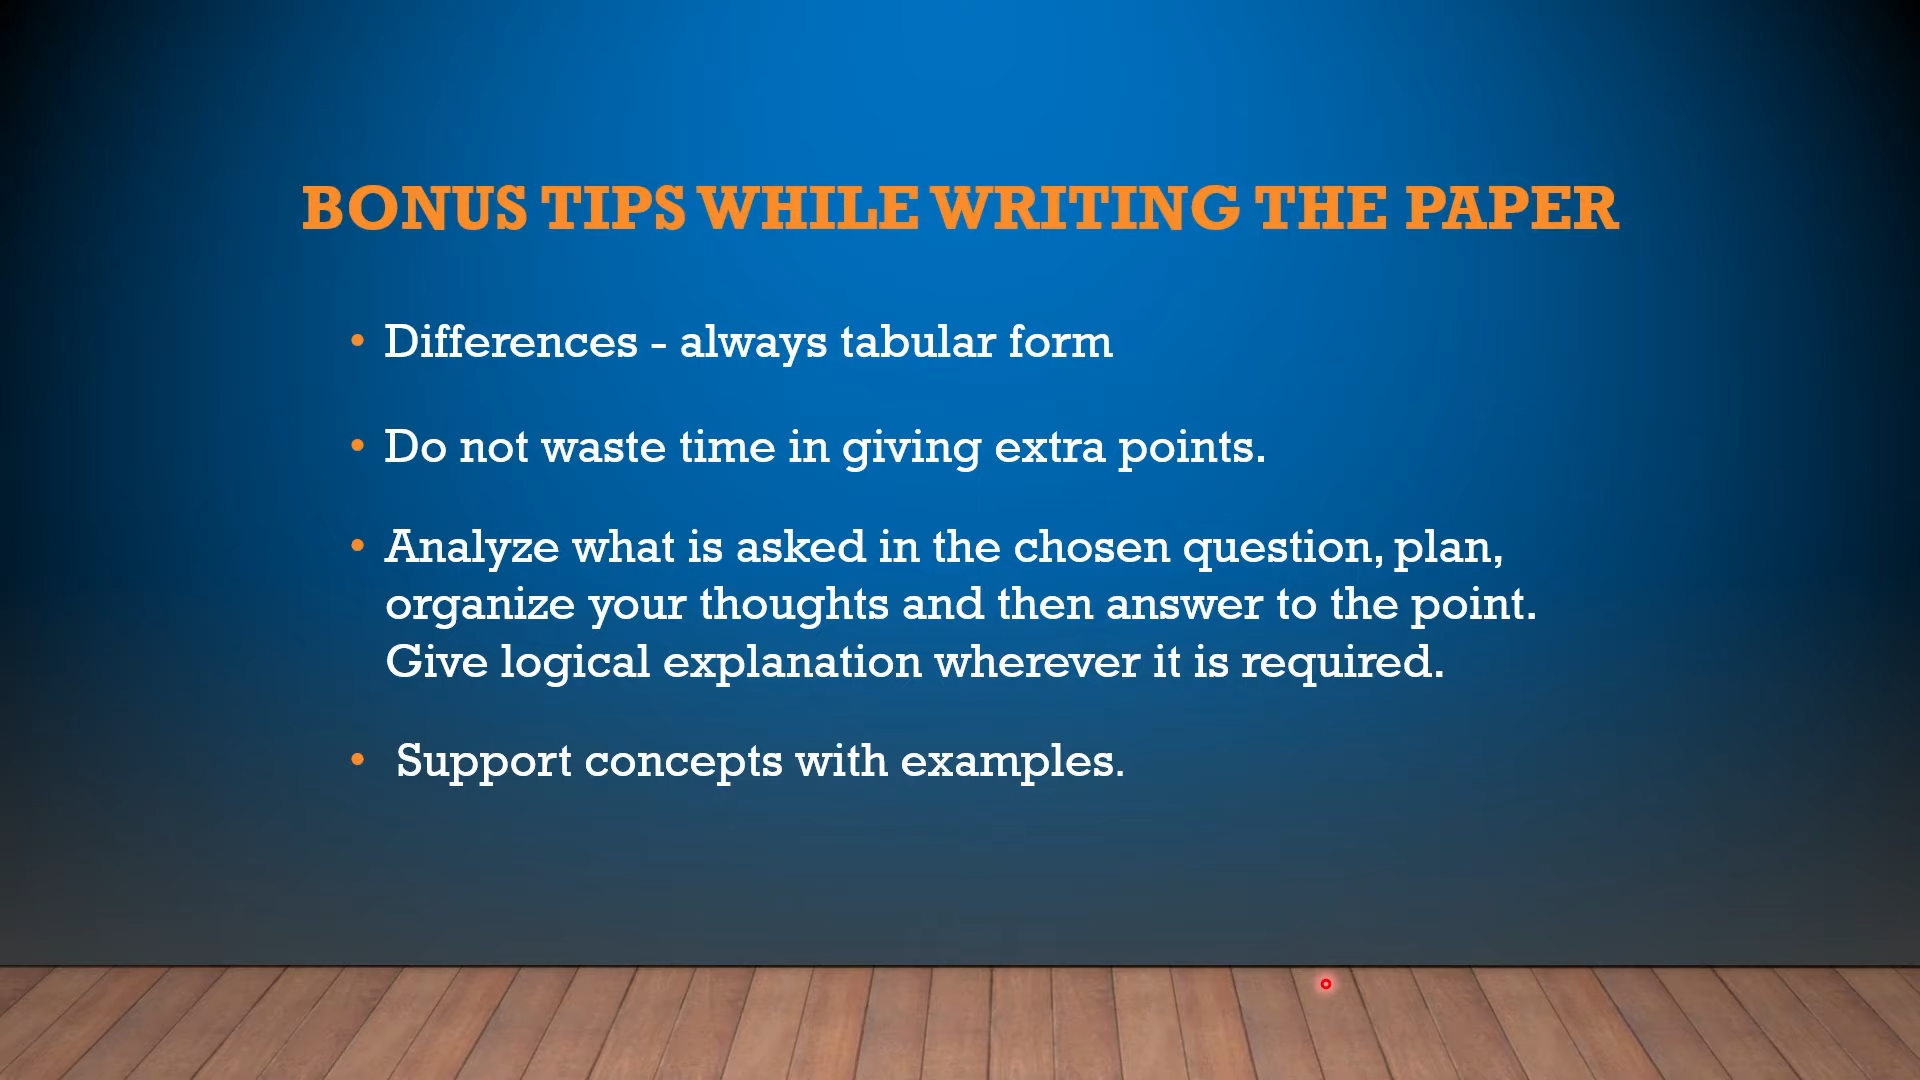 BONUS TIPS WHILE WRITING THE PAPER
• Differences - always tabular form
• Do not waste time in giving extra points.
• Analyze what is asked in the chosen question, plan,
organize your thoughts and then answer to the point.
Give logical explanation wherever it is required.
• Support concepts with examples.